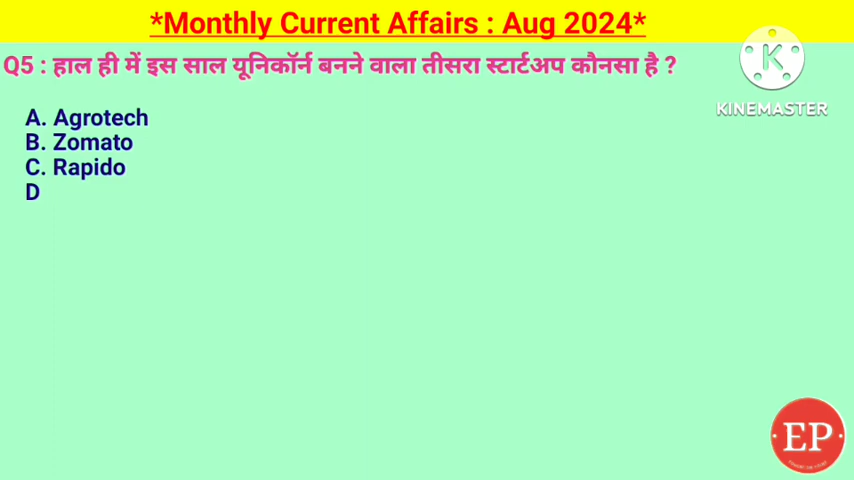 *Monthly Current Affairs : Aug 2024*
Q5 : हाल ही में इस साल यूनिकॉर्न बनने वाला तीसरा स्टार्टअप कौनसा है ?
KINEMASTER
A. Agrotech
B. Zomato
C. Rapido
D
EP